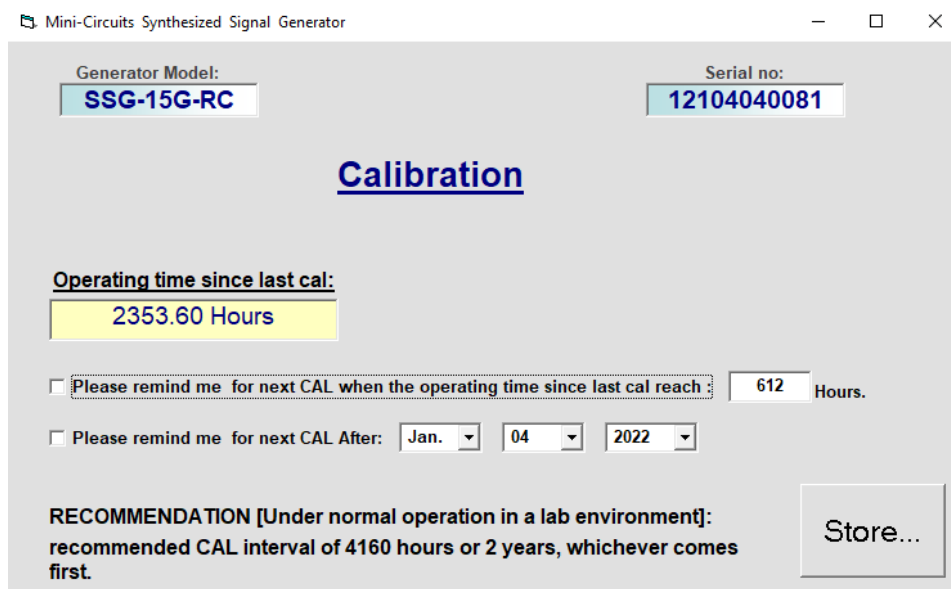 Mini-Circuits Synthesized Signal Generator
Generator Model:
SSG-15G-RC
Serial no:
12104040081
Calibration
Operating time since last cal:
2353.60 Hours
Please remind me for next CAL when the operating time since last cal reach : 612 Hours.
Please remind me for next CAL After: Jan. 04 2022
RECOMMENDATION [Under normal operation in a lab environment]:
recommended CAL interval of 4160 hours or 2 years, whichever comes
first.
Store...